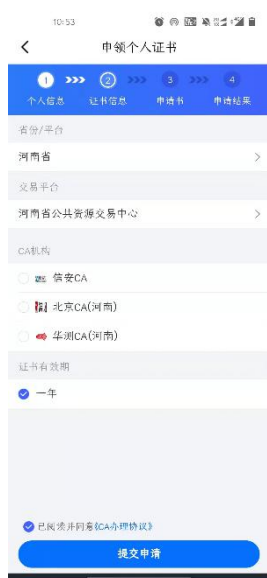 10:53
申领个人证书
1 >>> 2 >>> 3 >>> 4
个人信息 证书信息 申请书 申请结果
省份/平台
河南省
交易平台
河南省公共资源交易中心
CA机构
信安CA
北京CA(河南)
华测CA(河南)
证书有效期
一年
已阅读并同意《CA办理协议》
提交申请